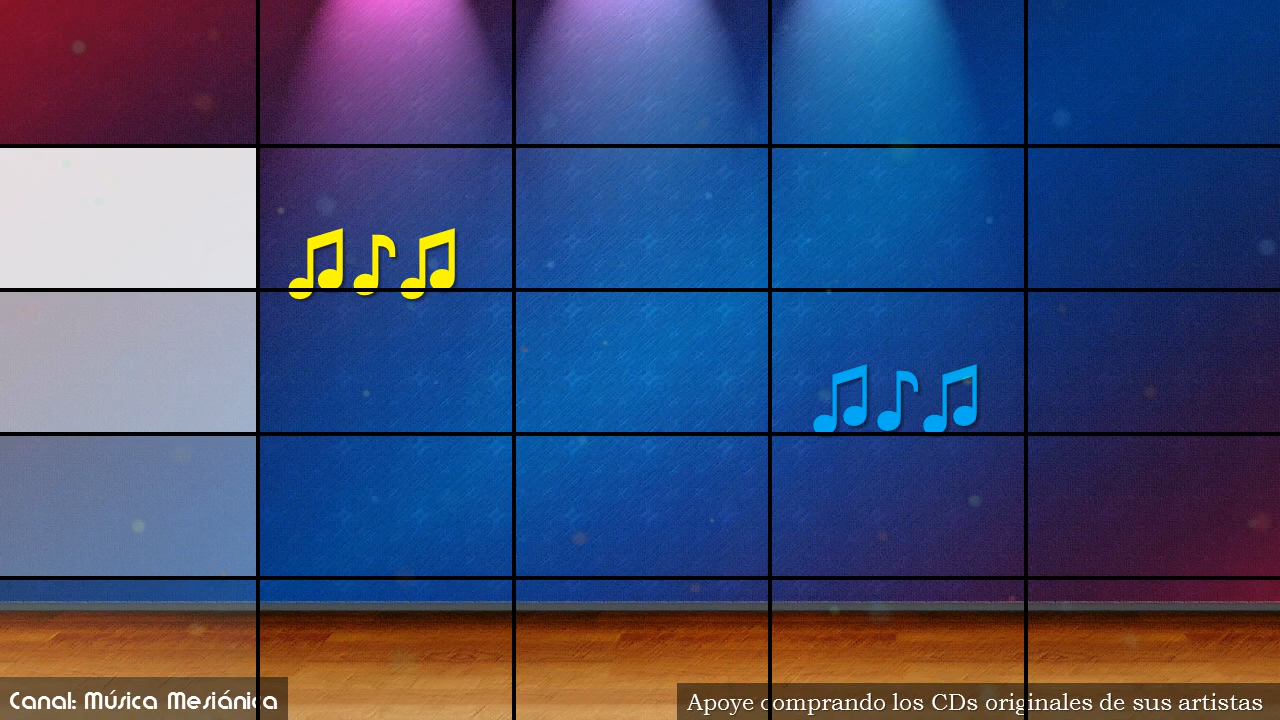 Canal: Música Mesiánica
Apoye comprando los CDs originales de sus artistas